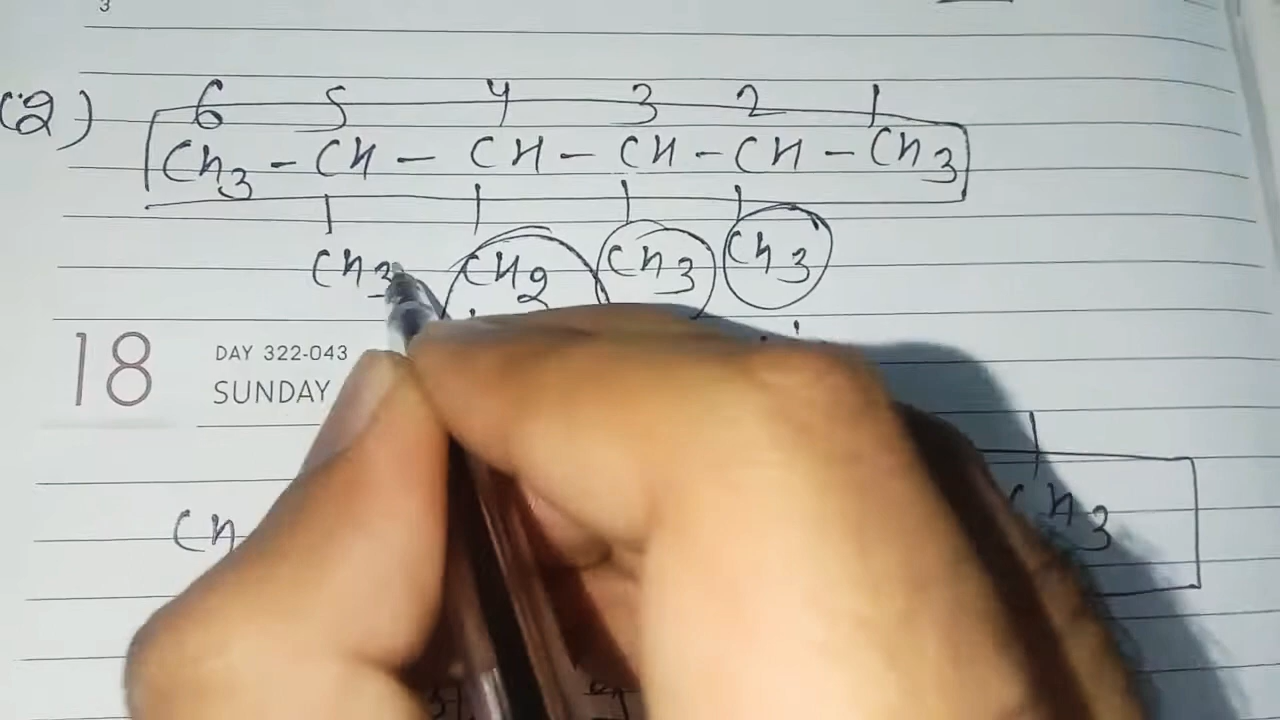 3
(2)
6 5 4 3 2 1
CH3 - CH - CH - CH - CH - CH3
CH3 CH2 CH3 CH3
18 DAY 322-043
SUNDAY
CH
CH3